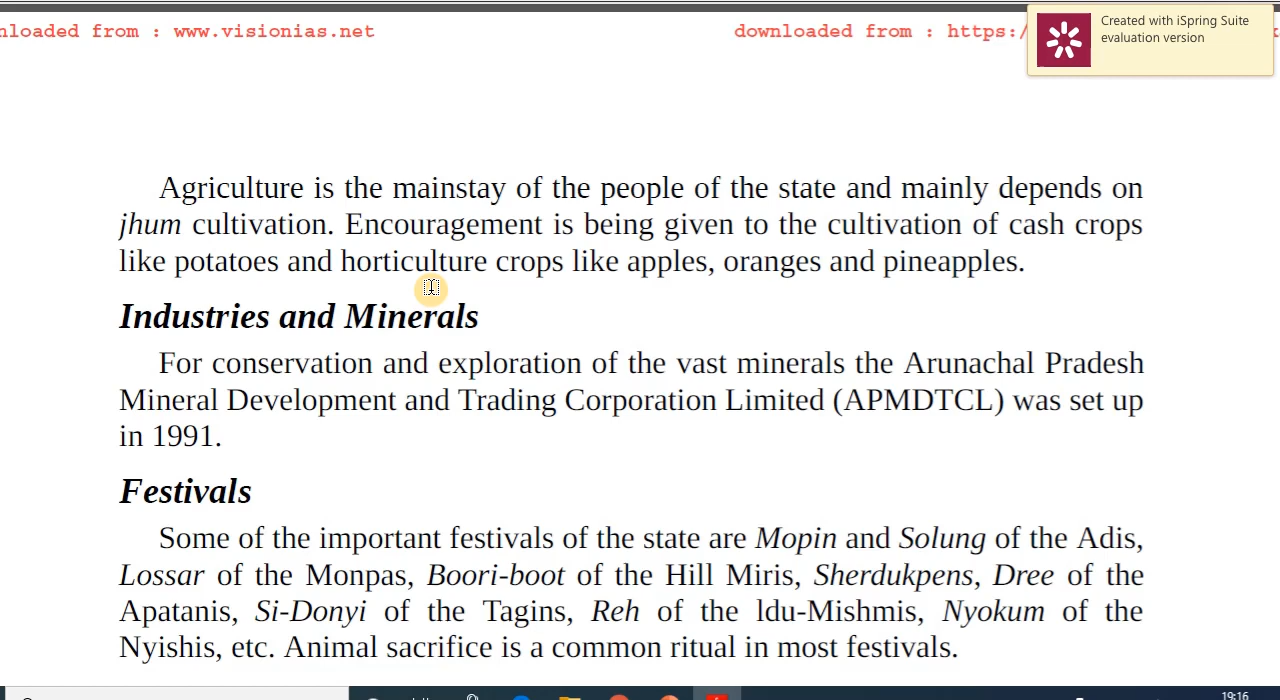 nloaded from : www.visionias.net
downloaded from : https:/
Created with iSpring Suite
evaluation version
Agriculture is the mainstay of the people of the state and mainly depends on
jhum cultivation. Encouragement is being given to the cultivation of cash crops
like potatoes and horticulture crops like apples, oranges and pineapples.
Industries and Minerals
For conservation and exploration of the vast minerals the Arunachal Pradesh
Mineral Development and Trading Corporation Limited (APMDTCL) was set up
in 1991.
Festivals
Some of the important festivals of the state are Mopin and Solung of the Adis,
Lossar of the Monpas, Boori-boot of the Hill Miris, Sherdukpens, Dree of the
Apatanis, Si-Donyi of the Tagins, Reh of the ldu-Mishmis, Nyokum of the
Nyishis, etc. Animal sacrifice is a common ritual in most festivals.
19:16